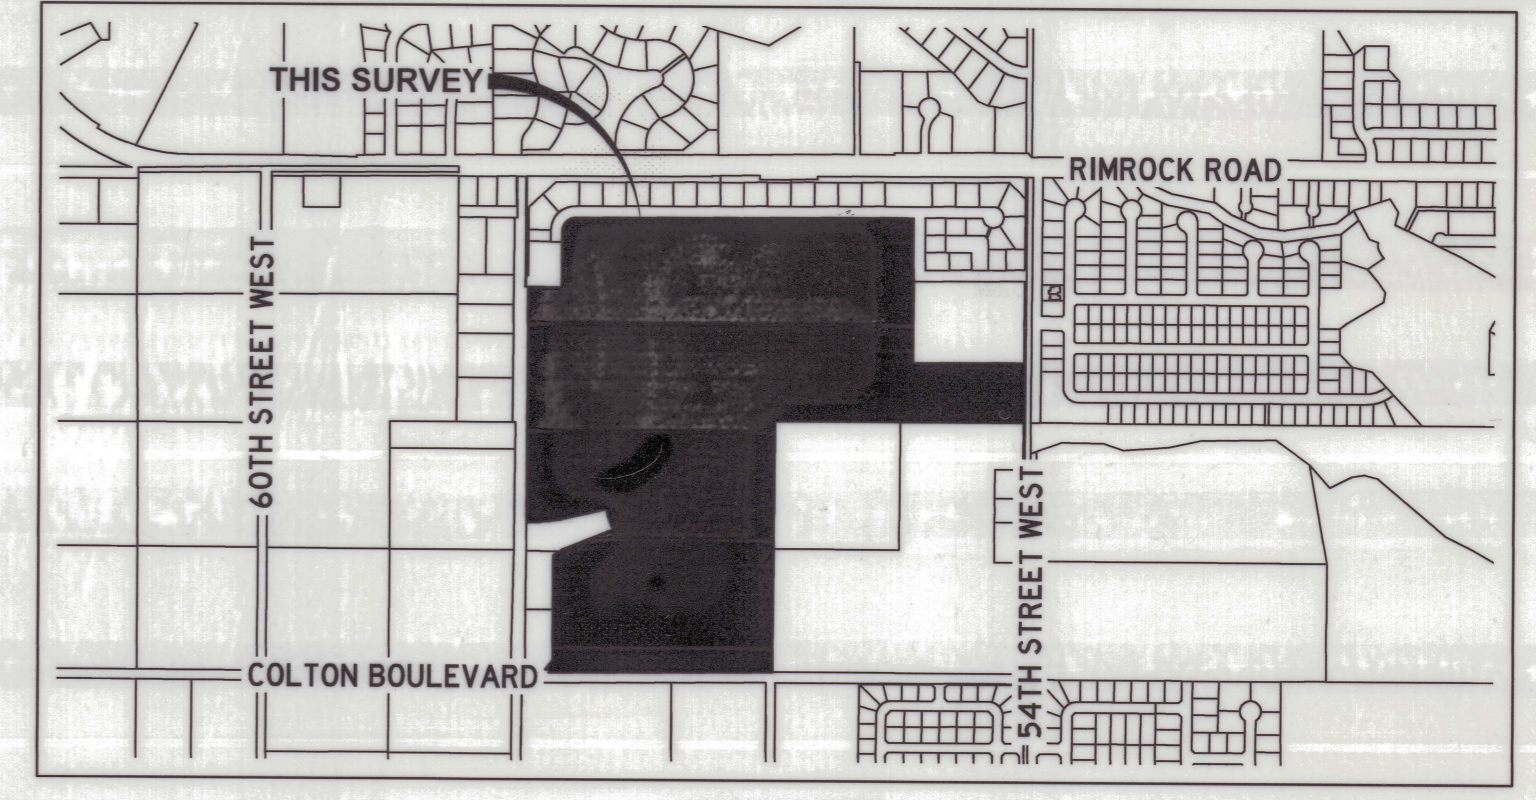 THIS SURVEY
RIMROCK ROAD
60TH STREET WEST
54TH STREET WEST
COLTON BOULEVARD